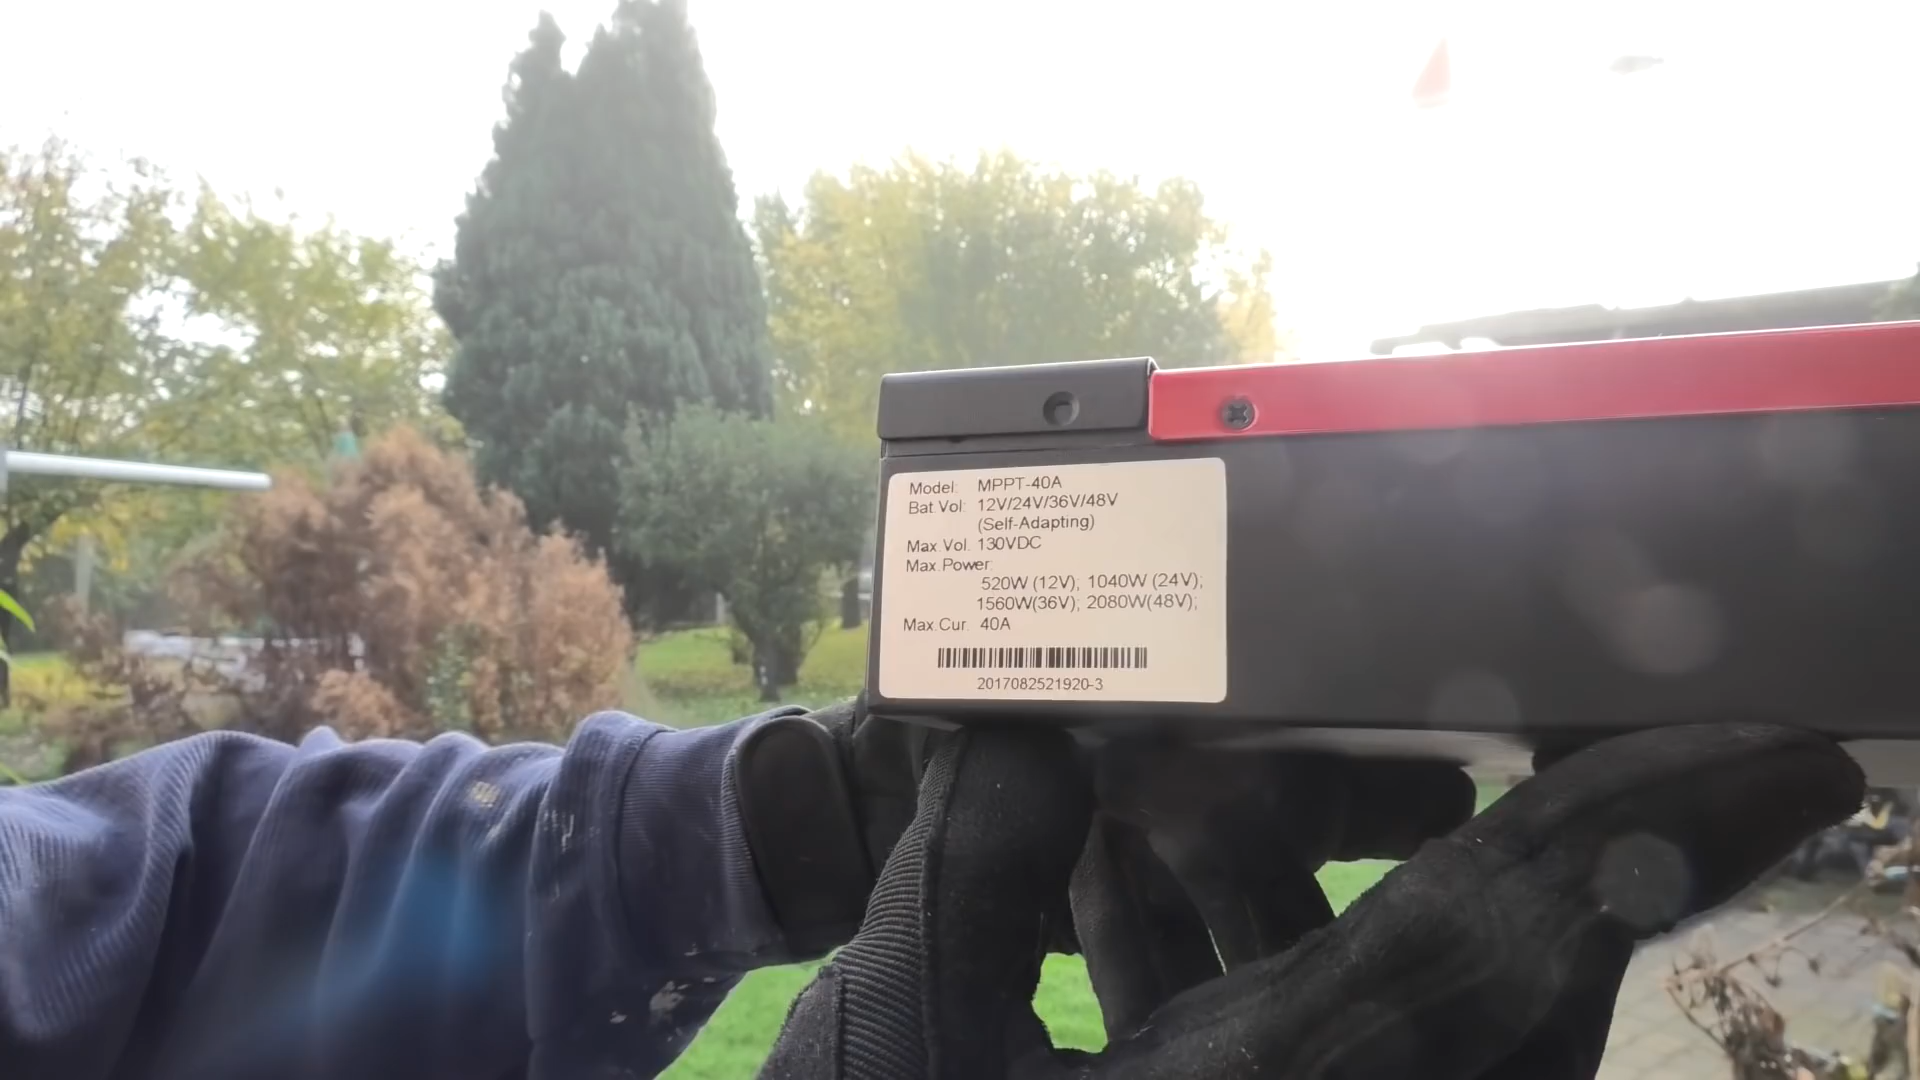 Model: MPPT-40A
Bat.Vol: 12V/24V/36V/48V
(Self-Adapting)
Max.Vol. 130VDC
Max.Power:
520W (12V); 1040W (24V);
1560W(36V); 2080W(48V);
Max.Cur. 40A
2017082521920-3